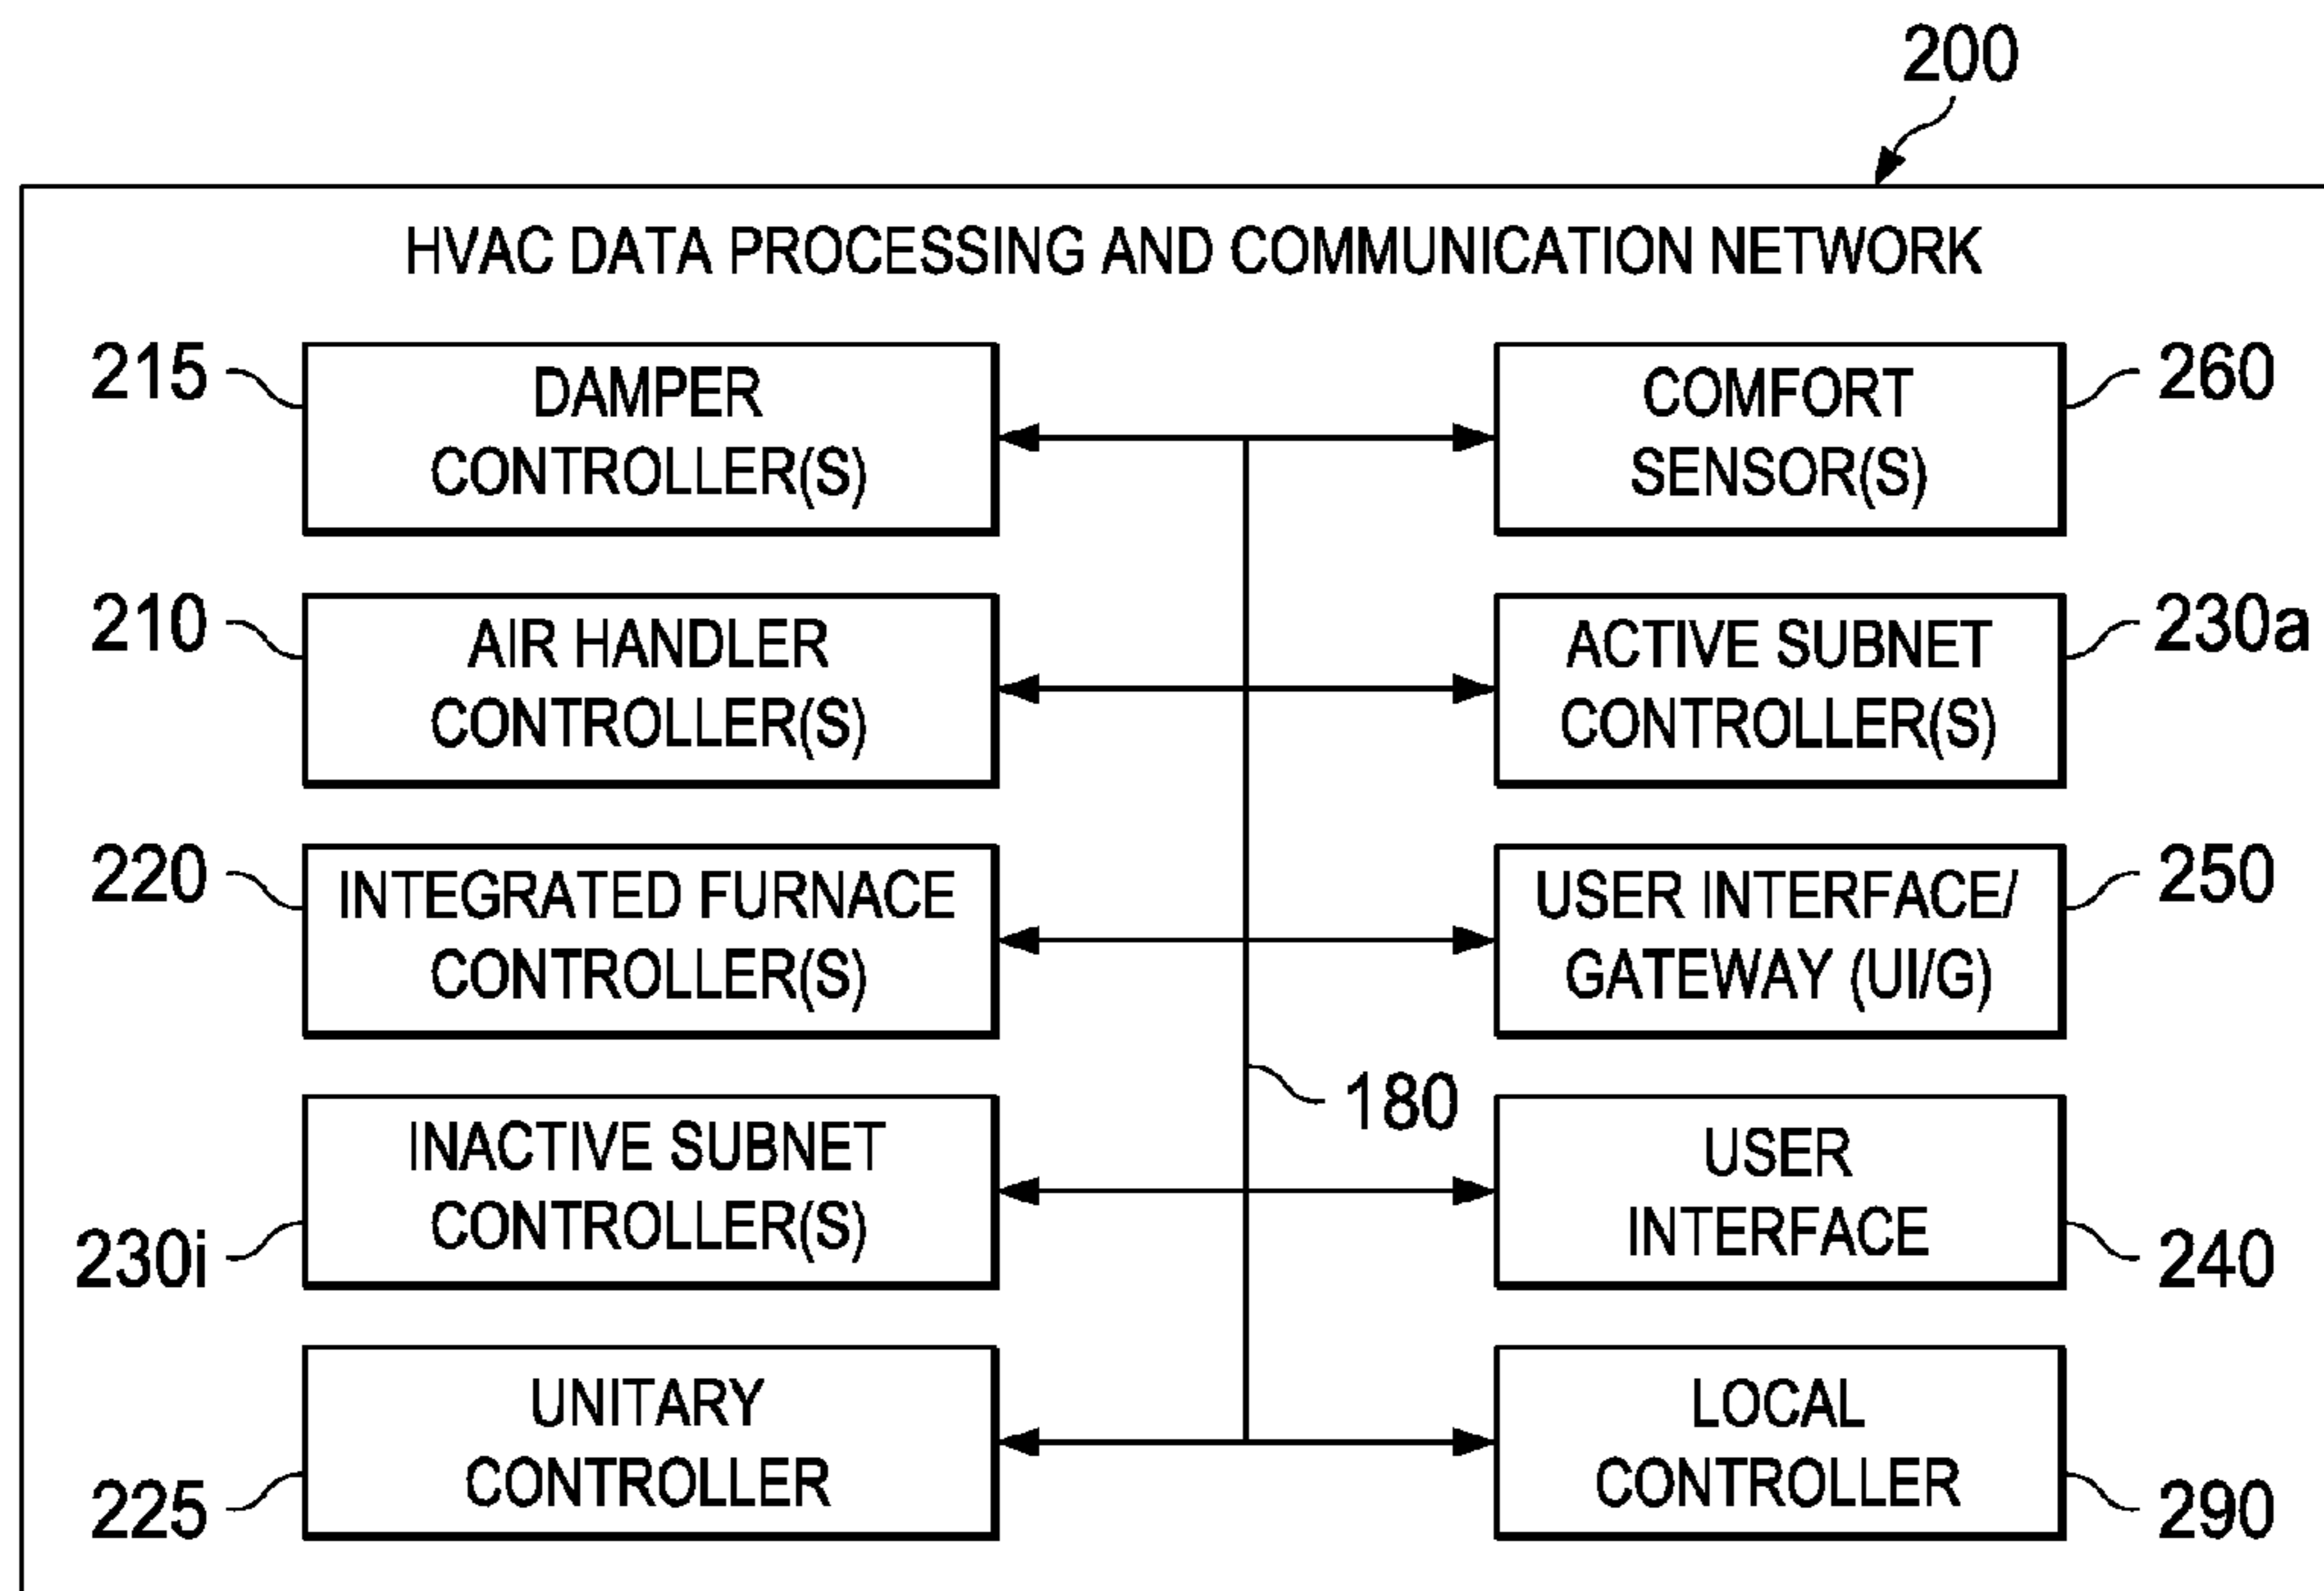 200
HVAC DATA PROCESSING AND COMMUNICATION NETWORK
215
DAMPER
CONTROLLER(S)
COMFORT
SENSOR(S)
260
210
AIR HANDLER
CONTROLLER(S)
ACTIVE SUBNET
CONTROLLER(S)
230a
220
INTEGRATED FURNACE
CONTROLLER(S)
USER INTERFACE/
GATEWAY (UI/G)
250
180
INACTIVE SUBNET
CONTROLLER(S)
230i
USER
INTERFACE
240
UNITARY
CONTROLLER
225
LOCAL
CONTROLLER
290